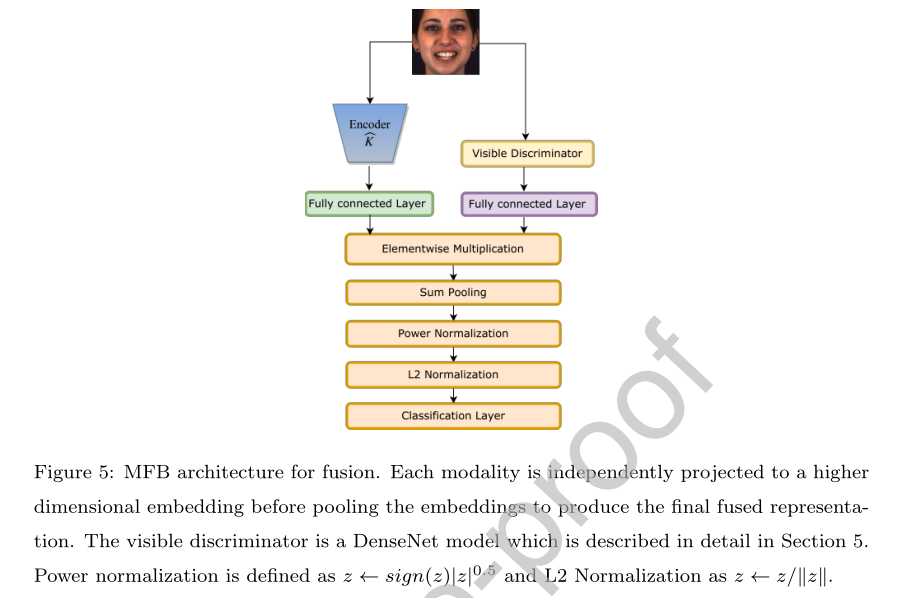 Encoder
K̂
Visible Discriminator
Fully connected Layer
Fully connected Layer
Elementwise Multiplication
Sum Pooling
Power Normalization
L2 Normalization
Classification Layer
Figure 5: MFB architecture for fusion. Each modality is independently projected to a higher
dimensional embedding before pooling the embeddings to produce the final fused representa-
tion. The visible discriminator is a DenseNet model which is described in detail in Section 5.
Power normalization is defined as z ← sign(z)|z|^0.5 and L2 Normalization as z ← z/‖z‖.
-proof